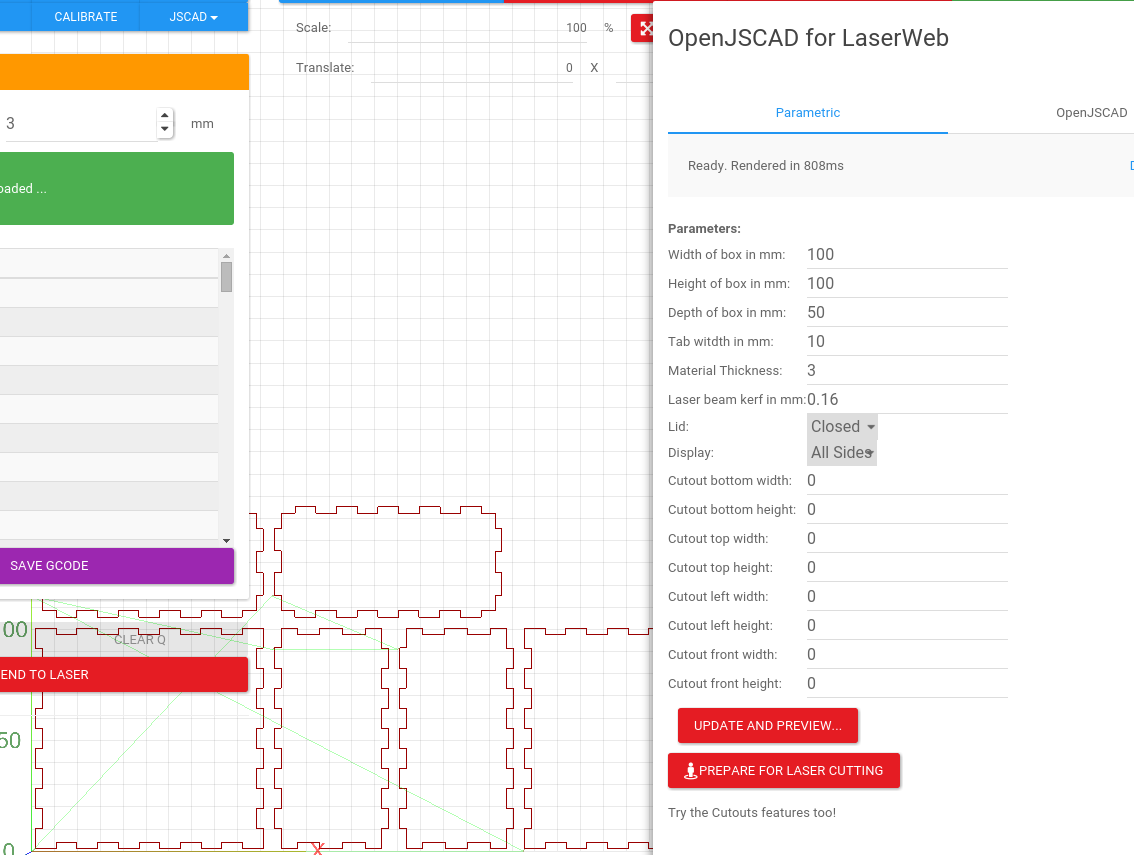 CALIBRATE
JSCAD
3
mm
oaded ...
SAVE GCODE
CLEAR Q
END TO LASER
00
50
0
X
Scale:
100
%
Translate:
0
X
OpenJSCAD for LaserWeb
Parametric
OpenJSCAD
Ready. Rendered in 808ms
Parameters:
Width of box in mm: 100
Height of box in mm: 100
Depth of box in mm: 50
Tab witdth in mm: 10
Material Thickness: 3
Laser beam kerf in mm: 0.16
Lid: Closed
Display: All Sides
Cutout bottom width: 0
Cutout bottom height: 0
Cutout top width: 0
Cutout top height: 0
Cutout left width: 0
Cutout left height: 0
Cutout front width: 0
Cutout front height: 0
UPDATE AND PREVIEW...
PREPARE FOR LASER CUTTING
Try the Cutouts features too!